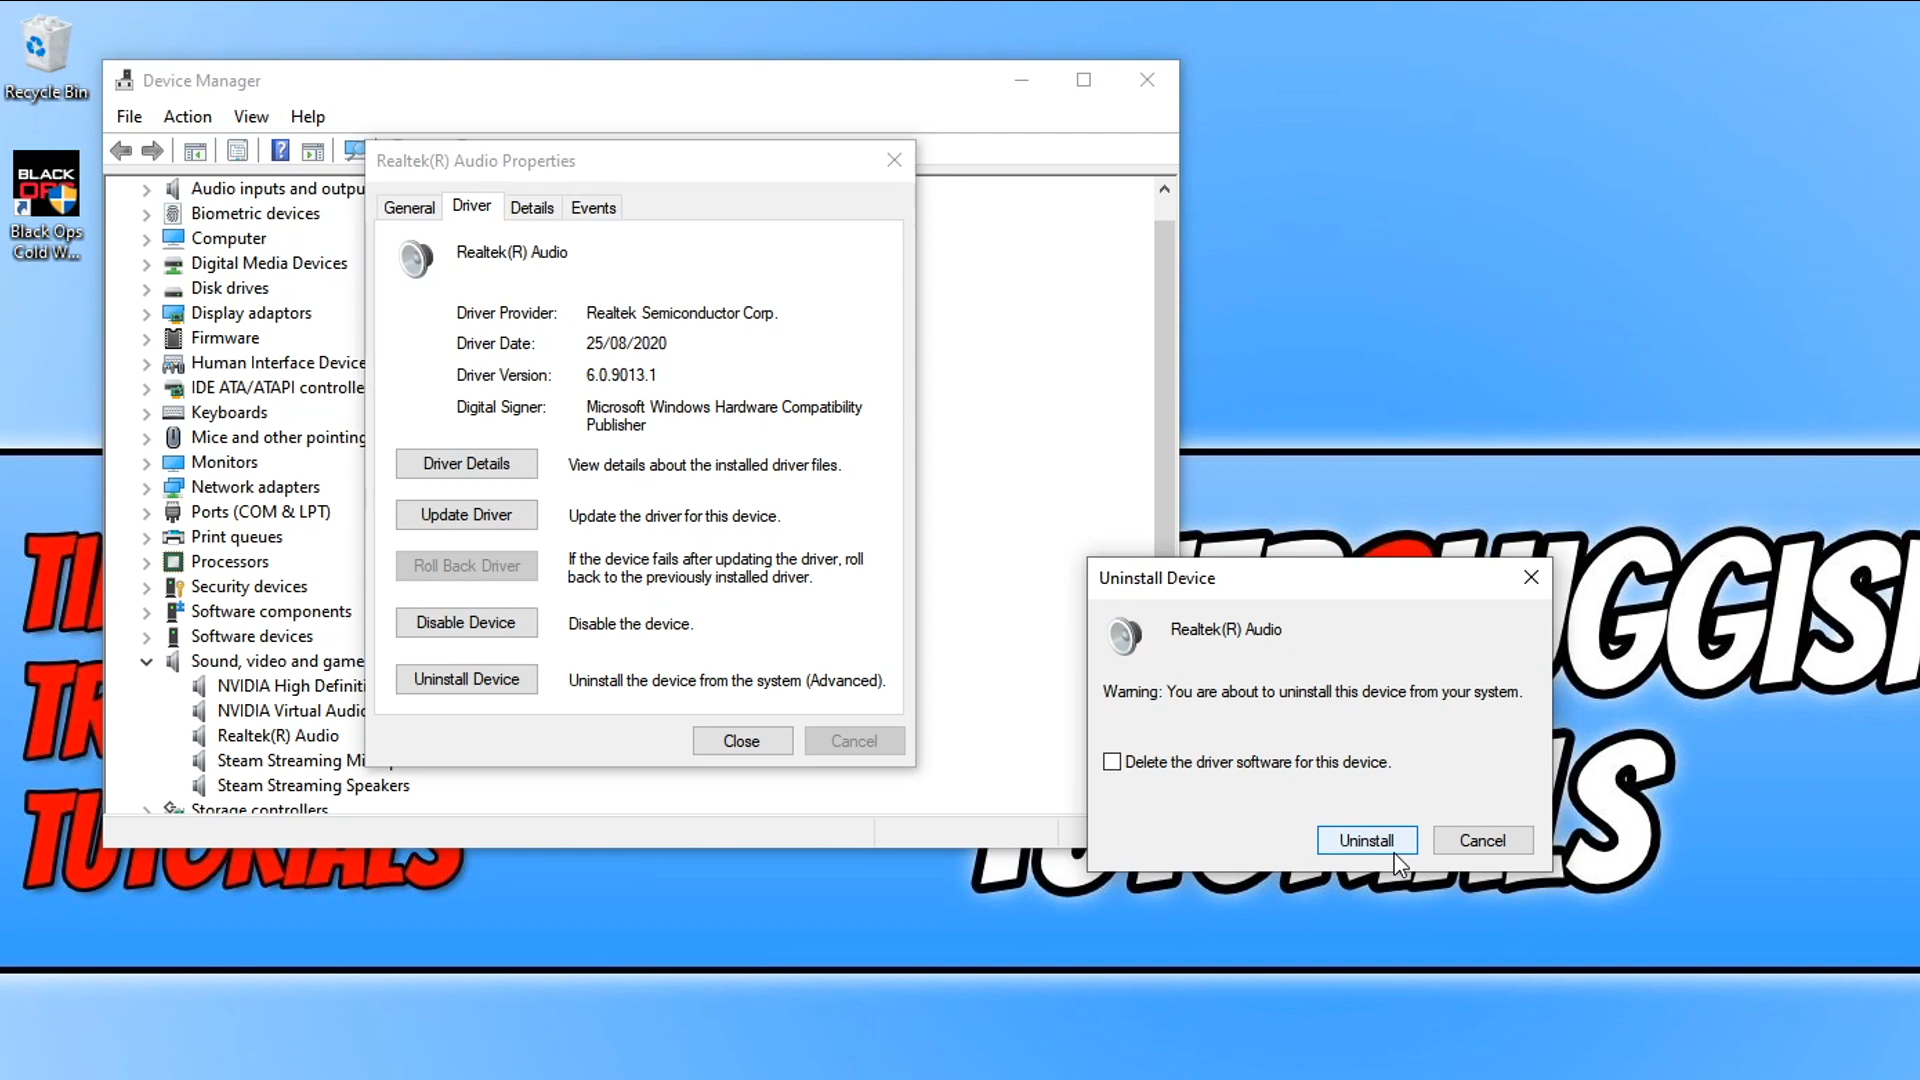 Recycle Bin
BLACK
OPS
Black Ops
Cold W...
Device Manager
File Action View Help
Audio inputs and outpu
Biometric devices
Computer
Digital Media Devices
Disk drives
Display adaptors
Firmware
Human Interface Device
IDE ATA/ATAPI controlle
Keyboards
Mice and other pointing
Monitors
Network adapters
Ports (COM & LPT)
Print queues
Processors
Security devices
Software components
Software devices
Sound, video and game
NVIDIA High Definiti
NVIDIA Virtual Audio
Realtek(R) Audio
Steam Streaming Mi
Steam Streaming Speakers
Storage controllers
Realtek(R) Audio Properties
General Driver Details Events
Realtek(R) Audio
Driver Provider: Realtek Semiconductor Corp.
Driver Date: 25/08/2020
Driver Version: 6.0.9013.1
Digital Signer: Microsoft Windows Hardware Compatibility
Publisher
Driver Details View details about the installed driver files.
Update Driver Update the driver for this device.
Roll Back Driver If the device fails after updating the driver, roll
back to the previously installed driver.
Disable Device Disable the device.
Uninstall Device Uninstall the device from the system (Advanced).
Close Cancel
Uninstall Device
Realtek(R) Audio
Warning: You are about to uninstall this device from your system.
Delete the driver software for this device.
Uninstall Cancel
TI
TR
TUTORIALS
GGISH
TUTORIALS